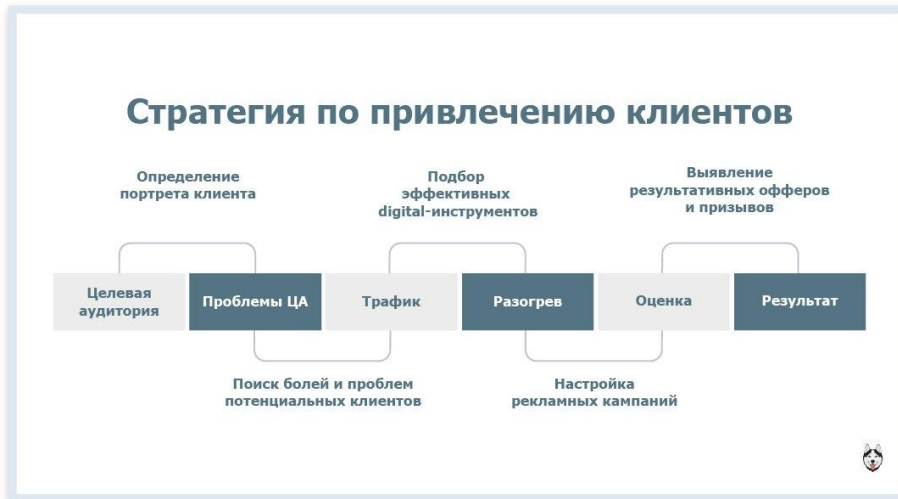 Стратегия по привлечению клиентов
Определение
портрета клиента
Подбор
эффективных
digital-инструментов
Выявление
результативных офферов
и призывов
Целевая
аудитория
Проблемы ЦА
Трафик
Разогрев
Оценка
Результат
Поиск болей и проблем
потенциальных клиентов
Настройка
рекламных кампаний